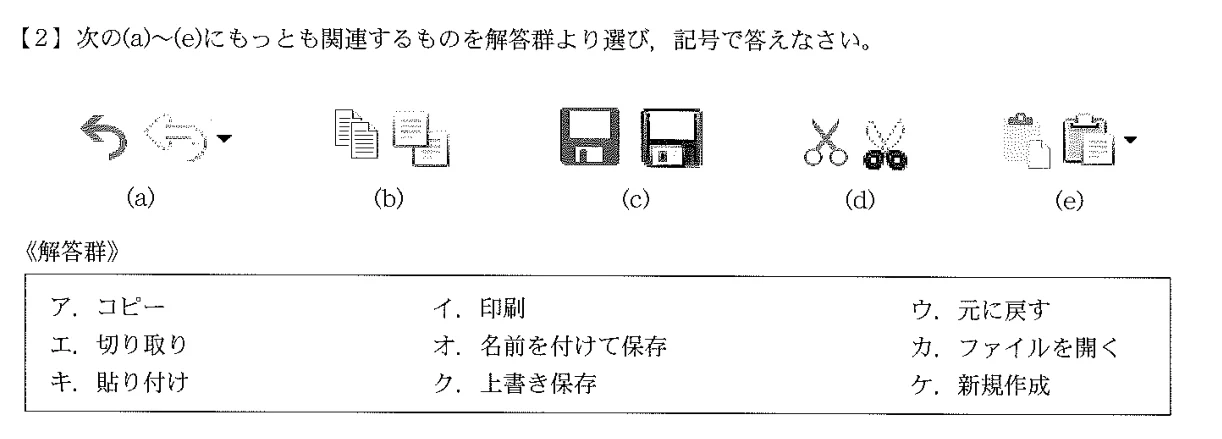 【2】次の(a)～(e)にもっとも関連するものを解答群より選び，記号で答えなさい。
(a) (b) (c) (d) (e)
《解答群》
ア．コピー イ．印刷 ウ．元に戻す
エ．切り取り オ．名前を付けて保存 カ．ファイルを開く
キ．貼り付け ク．上書き保存 ケ．新規作成